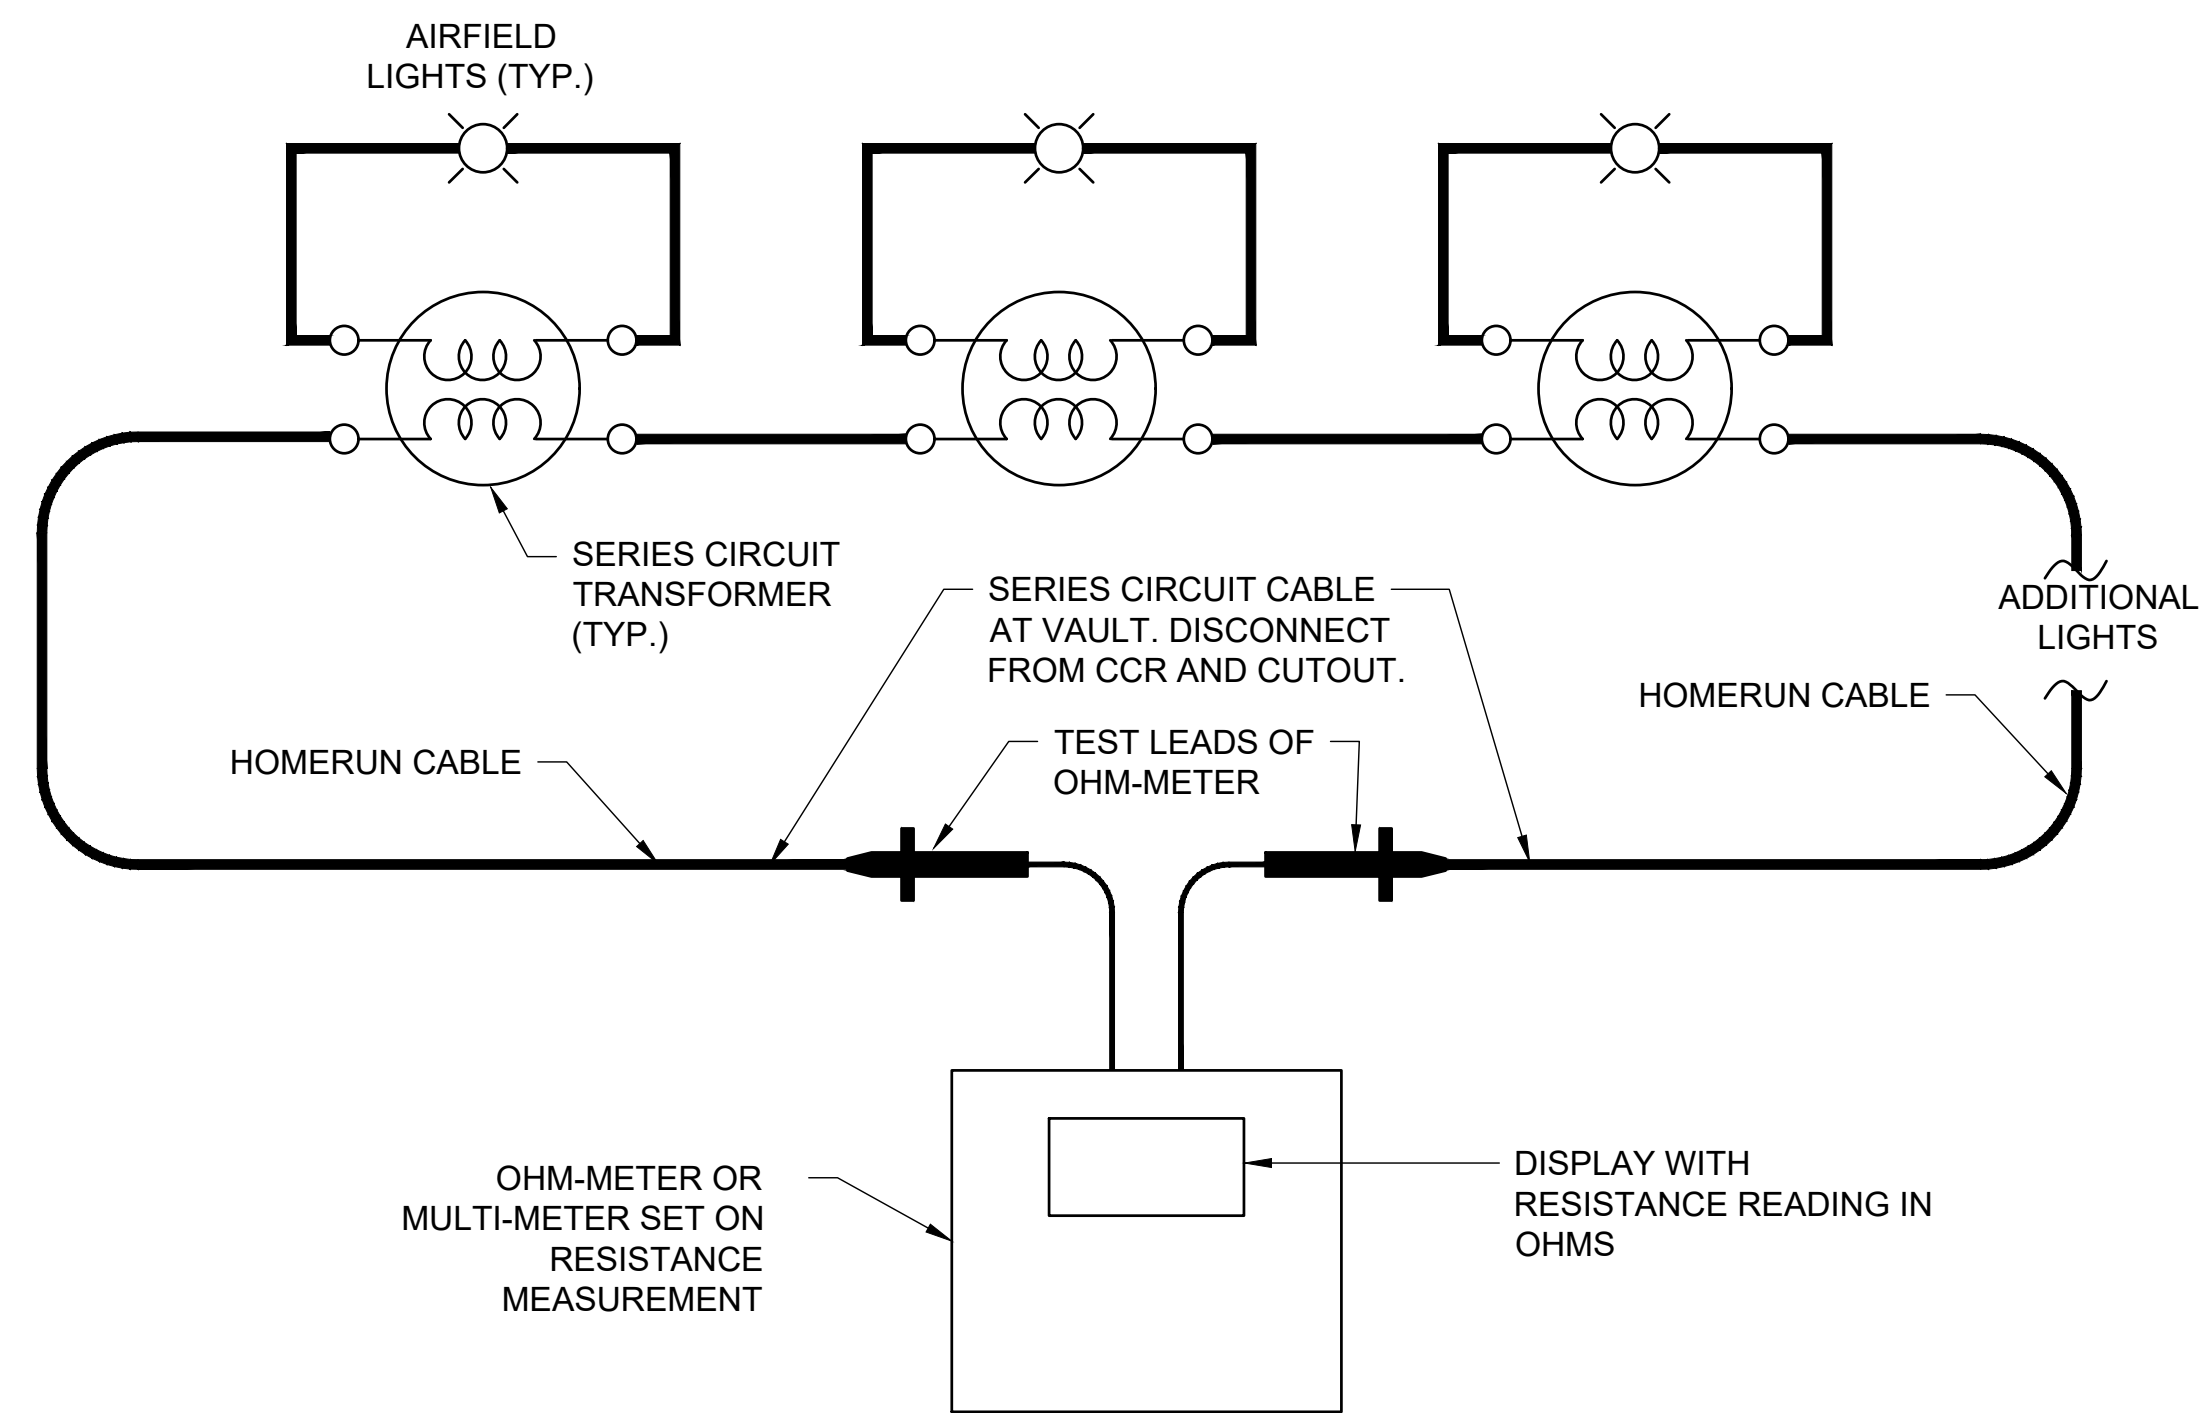 AIRFIELD
LIGHTS (TYP.)
SERIES CIRCUIT
TRANSFORMER
(TYP.)
SERIES CIRCUIT CABLE
AT VAULT. DISCONNECT
FROM CCR AND CUTOUT.
ADDITIONAL
LIGHTS
HOMERUN CABLE
HOMERUN CABLE
TEST LEADS OF
OHM-METER
OHM-METER OR
MULTI-METER SET ON
RESISTANCE
MEASUREMENT
DISPLAY WITH
RESISTANCE READING IN
OHMS